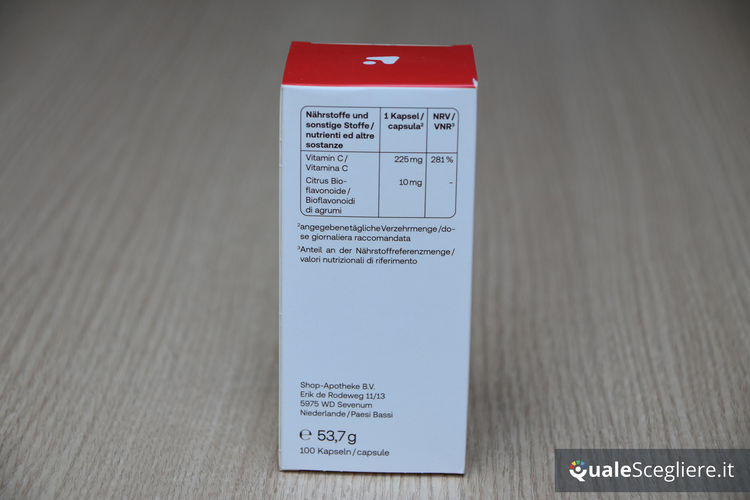 Nährstoffe und
sonstige Stoffe/
nutrienti ed altre
sostanze
1 Kapsel/
capsula²
NRV/
VNR³
Vitamin C/
Vitamina C
225 mg
281 %
Citrus Bio-
flavonoide/
Bioflavonoidi
di agrumi
10 mg
-
²angegebene tägliche Verzehrmenge/do-
se giornaliera raccomandata
³Anteil an der Nährstoffreferenzmenge/
valori nutrizionali di riferimento
Shop-Apotheke B.V.
Erik de Rodeweg 11/13
5975 WD Sevenum
Niederlande/Paesi Bassi
℮ 53,7 g
100 Kapseln/capsule
QualeScegliere.it